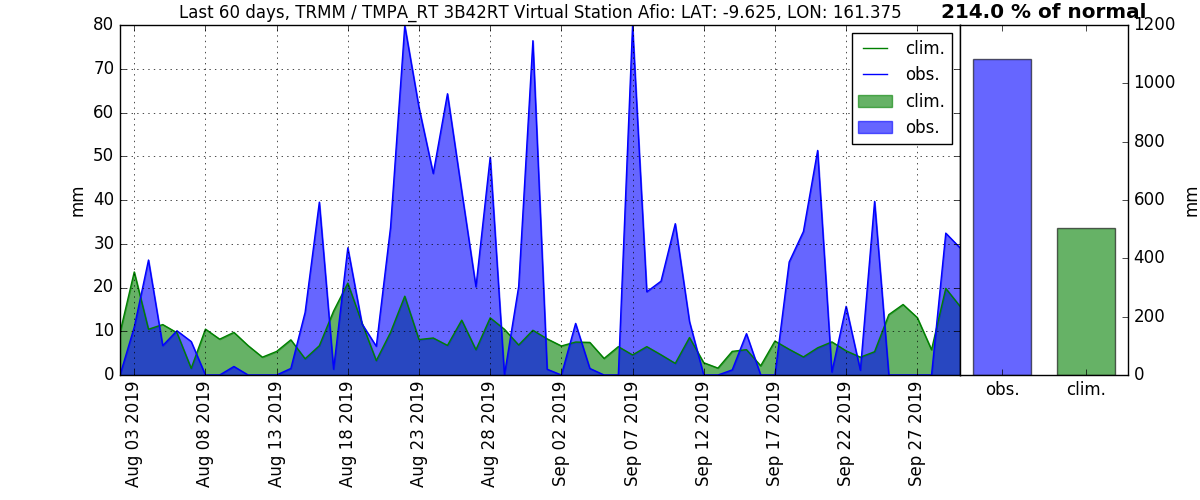 Last 60 days, TRMM / TMPA_RT 3B42RT Virtual Station Afio: LAT: -9.625, LON: 161.375
214.0 % of normal
80
70
60
50
40
30
20
10
0
mm
clim.
obs.
clim.
obs.
Aug 03 2019
Aug 08 2019
Aug 13 2019
Aug 18 2019
Aug 23 2019
Aug 28 2019
Sep 02 2019
Sep 07 2019
Sep 12 2019
Sep 17 2019
Sep 22 2019
Sep 27 2019
1200
1000
800
600
400
200
0
mm
obs.
clim.